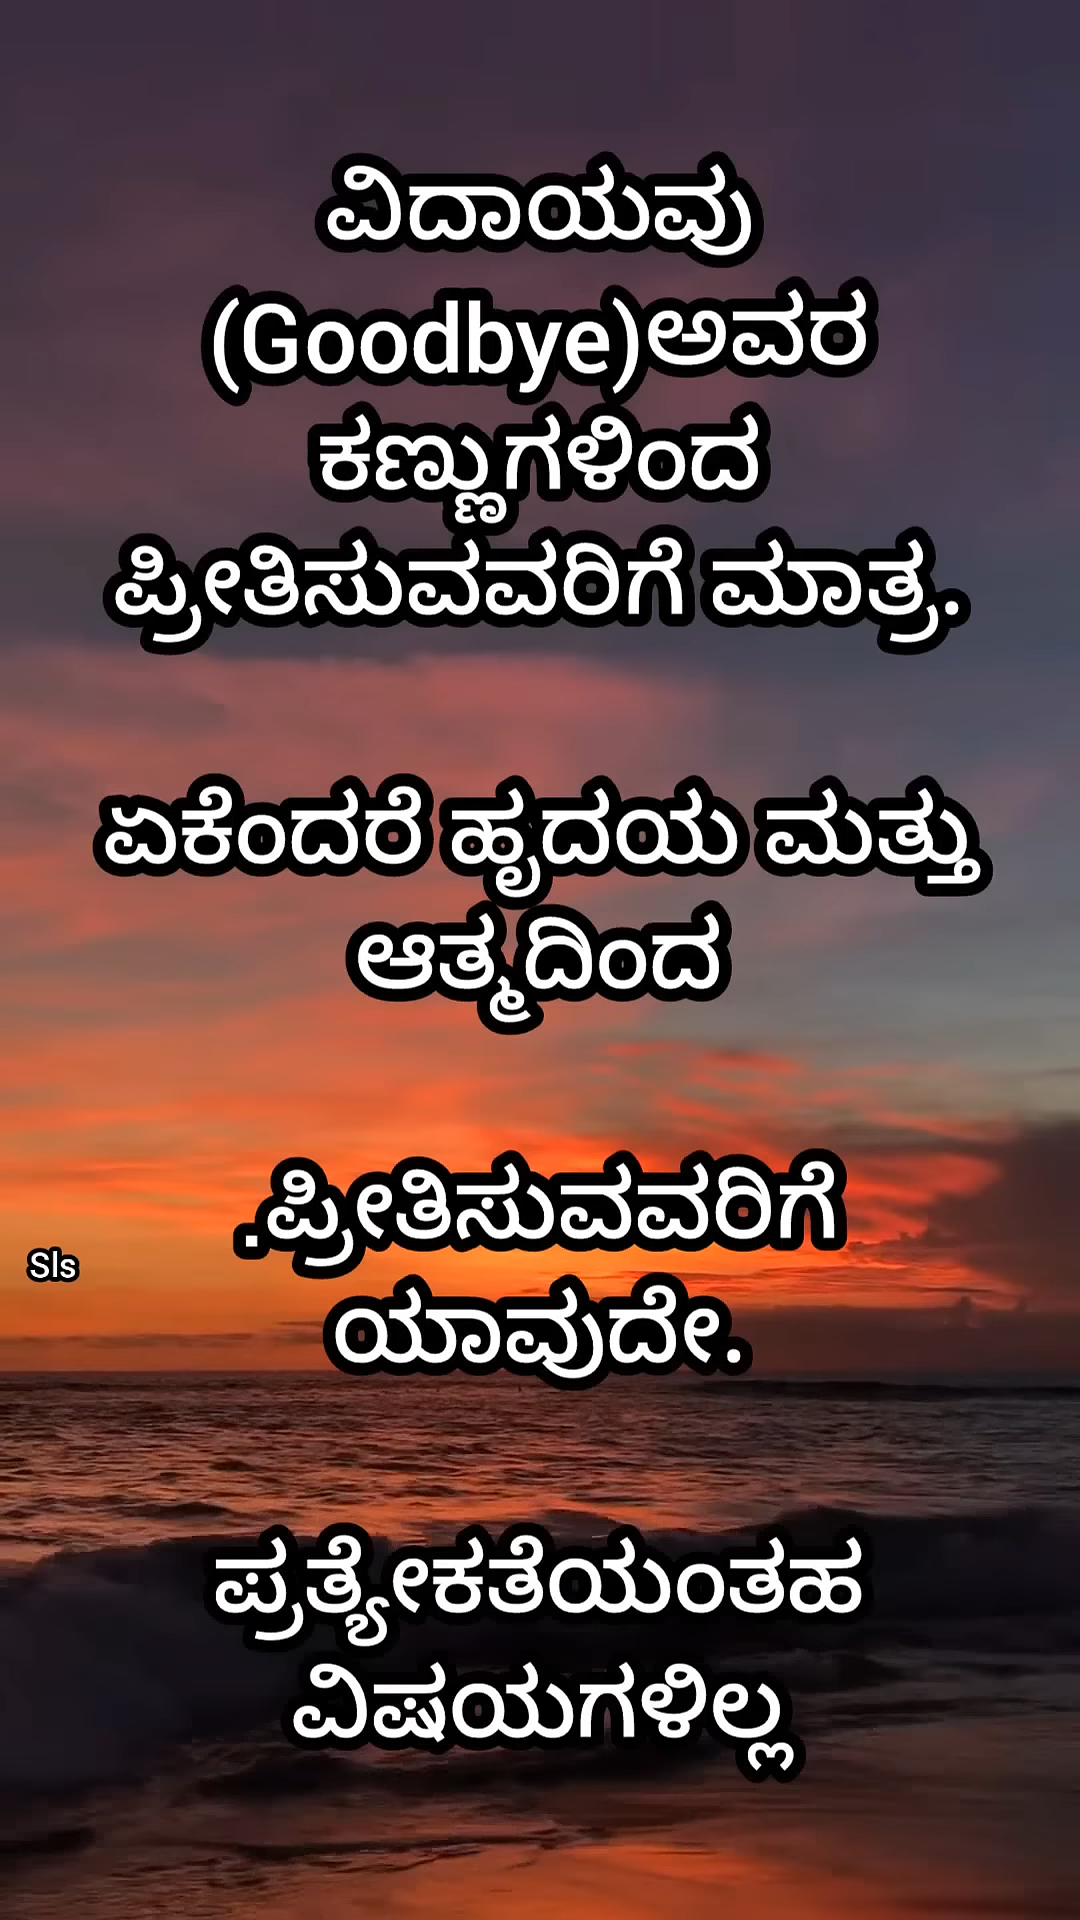 ವಿದಾಯವು
(Goodbye)ಅವರ
ಕಣ್ಣುಗಳಿಂದ
ಪ್ರೀತಿಸುವವರಿಗೆ ಮಾತ್ರ.
ಏಕೆಂದರೆ ಹೃದಯ ಮತ್ತು
ಆತ್ಮದಿಂದ
.ಪ್ರೀತಿಸುವವರಿಗೆ
Sls
ಯಾವುದೇ.
ಪ್ರತ್ಯೇಕತೆಯಂತಹ
ವಿಷಯಗಳಿಲ್ಲ